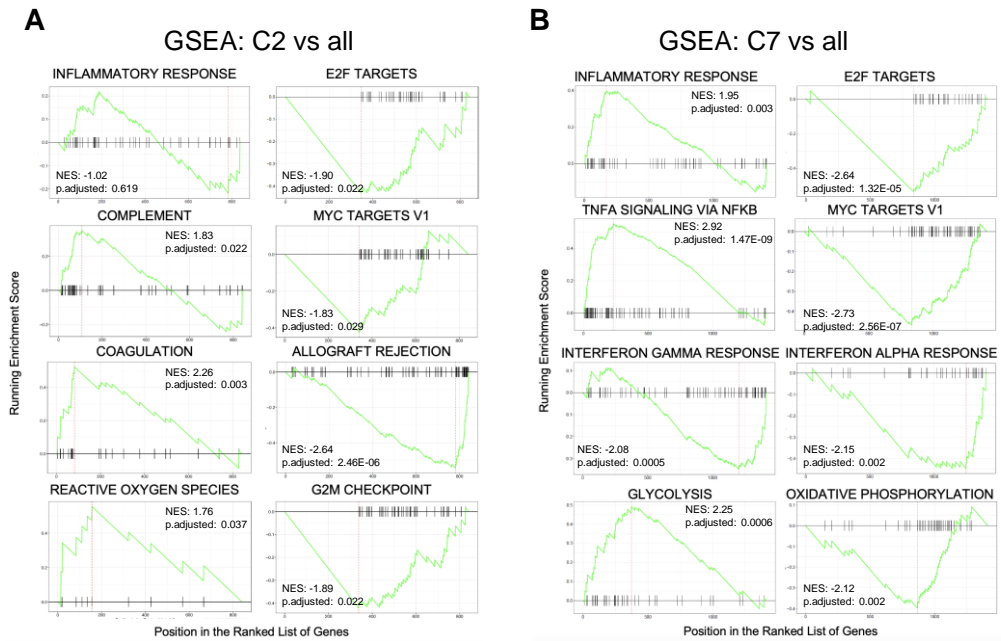 A
GSEA: C2 vs all
INFLAMMATORY RESPONSE
NES: -1.02
p.adjusted: 0.619
E2F TARGETS
NES: -1.90
p.adjusted: 0.022
COMPLEMENT
NES: 1.83
p.adjusted: 0.022
MYC TARGETS V1
NES: -1.83
p.adjusted: 0.029
COAGULATION
NES: 2.26
p.adjusted: 0.003
ALLOGRAFT REJECTION
NES: -2.64
p.adjusted: 2.46E-06
REACTIVE OXYGEN SPECIES
NES: 1.76
p.adjusted: 0.037
G2M CHECKPOINT
NES: -1.89
p.adjusted: 0.022
Running Enrichment Score
Position in the Ranked List of Genes
B
GSEA: C7 vs all
INFLAMMATORY RESPONSE
NES: 1.95
p.adjusted: 0.003
E2F TARGETS
NES: -2.64
p.adjusted: 1.32E-05
TNFA SIGNALING VIA NFKB
NES: 2.92
p.adjusted: 1.47E-09
MYC TARGETS V1
NES: -2.73
p.adjusted: 2.56E-07
INTERFERON GAMMA RESPONSE
NES: -2.08
p.adjusted: 0.0005
INTERFERON ALPHA RESPONSE
NES: -2.15
p.adjusted: 0.002
GLYCOLYSIS
NES: 2.25
p.adjusted: 0.0006
OXIDATIVE PHOSPHORYLATION
NES: -2.12
p.adjusted: 0.002
Running Enrichment Score
Position in the Ranked List of Genes